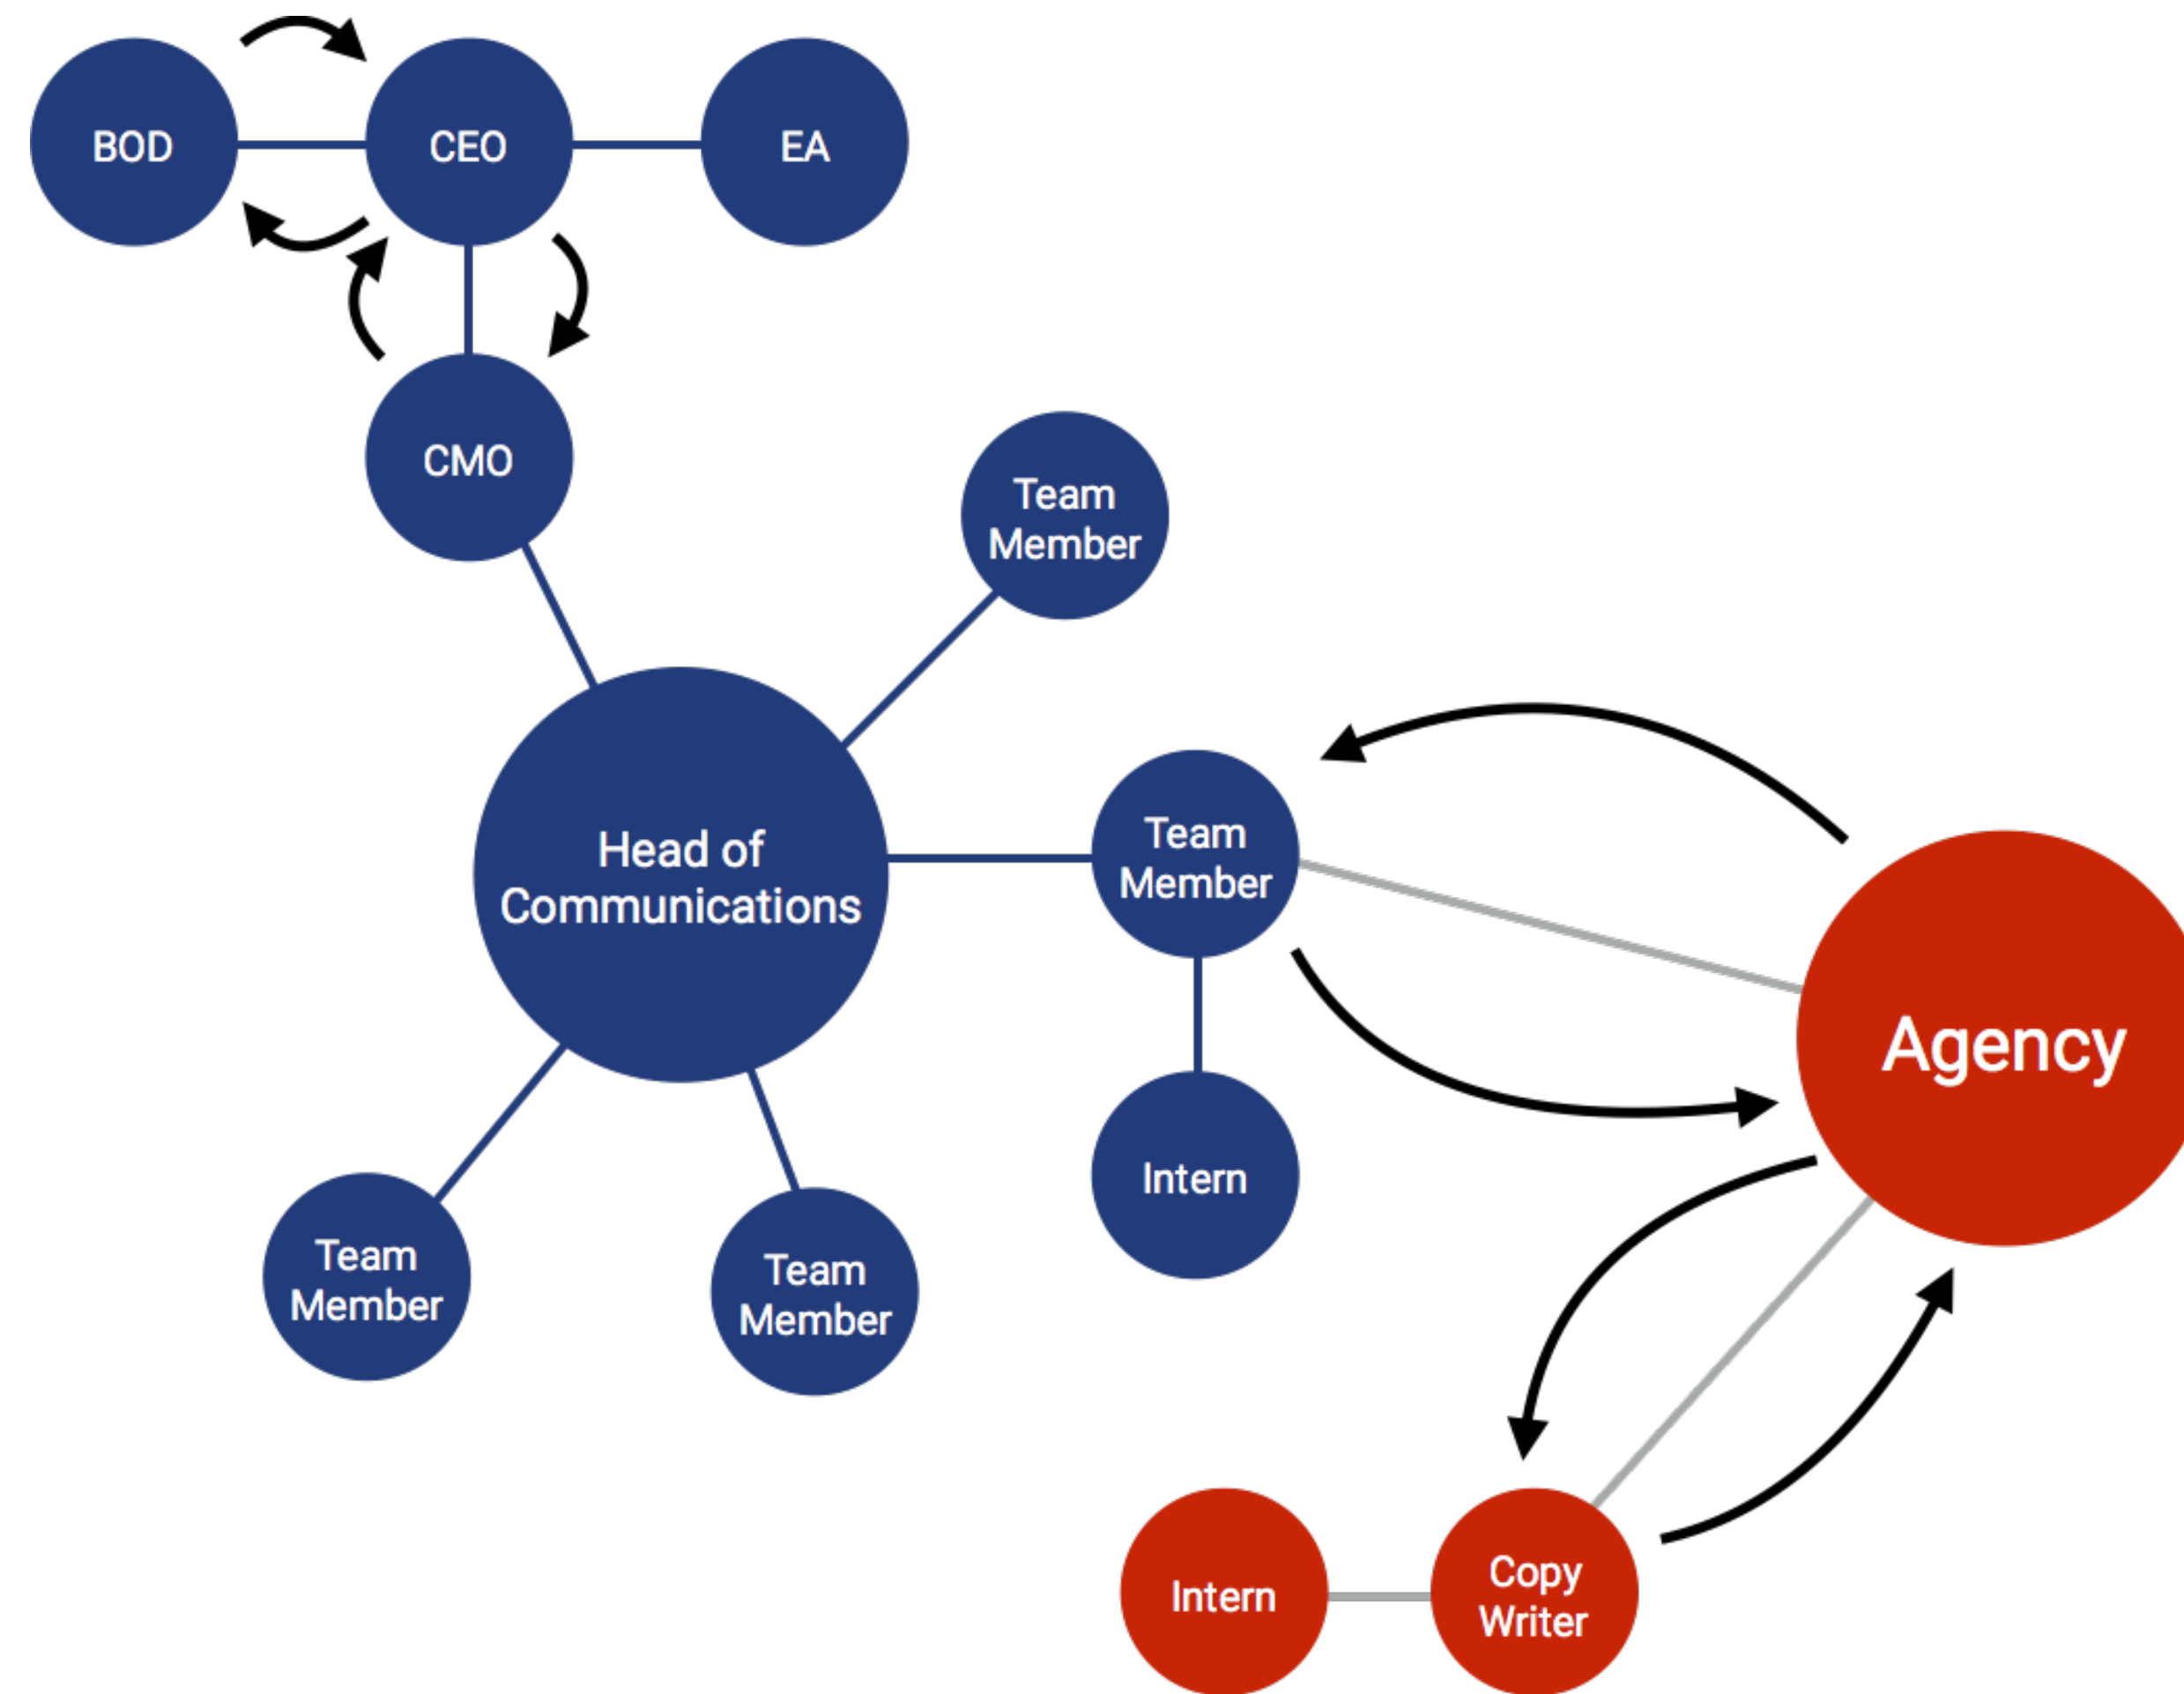 BOD
CEO
EA
CMO
Team
Member
Head of
Communications
Team
Member
Agency
Intern
Team
Member
Team
Member
Intern
Copy
Writer